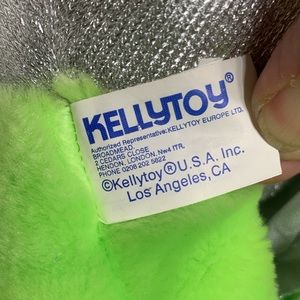 KELLYTOY®
Authorized Representative: KELLYTOY EUROPE LTD.
BROADMEAD,
2 CEDARS CLOSE
HENDON, LONDON, Nw4 1TR,
PHONE 0208 202 5822
©Kellytoy® U.S.A, Inc.
Los Angeles, CA